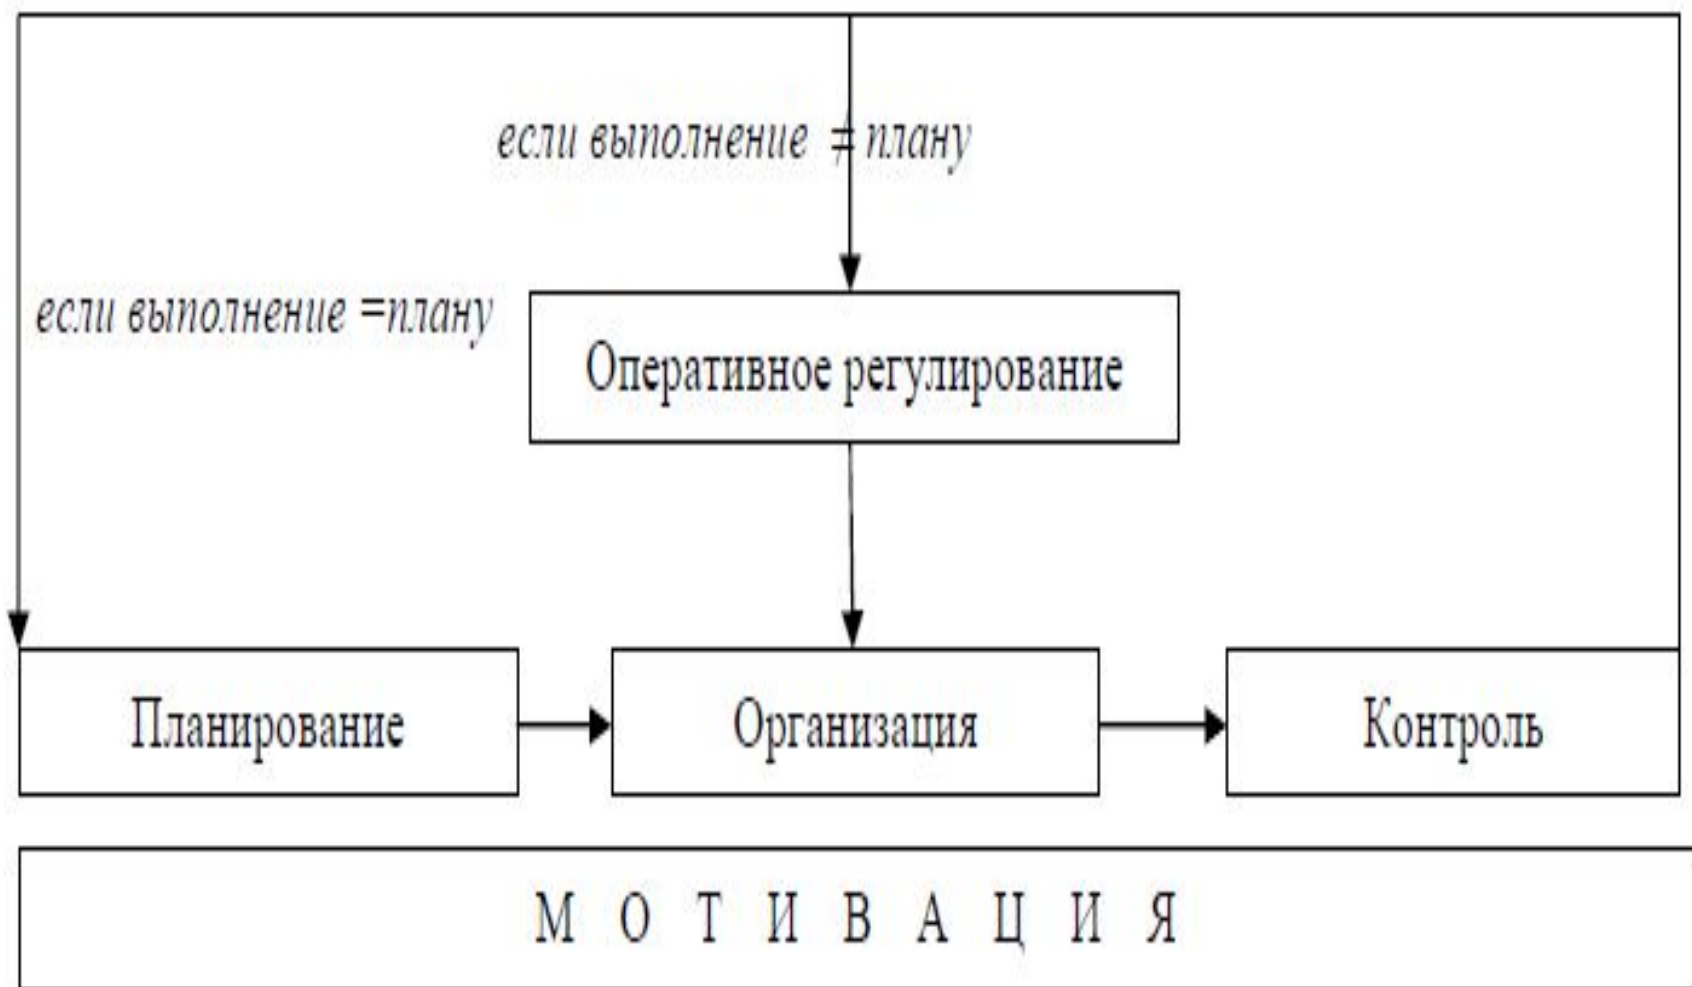 если выполнение ≠ плану
если выполнение =плану
Оперативное регулирование
Планирование
Организация
Контроль
М О Т И В А Ц И Я